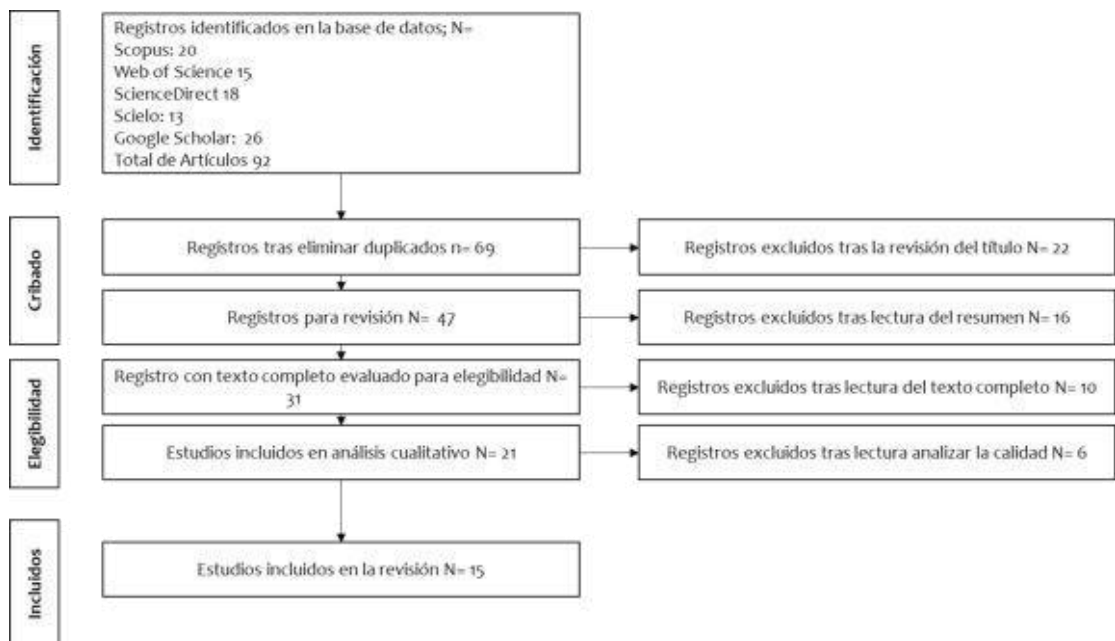 Identificación
Registros identificados en la base de datos; N=
Scopus: 20
Web of Science 15
ScienceDirect 18
Scielo: 13
Google Scholar: 26
Total de Artículos 92
Cribado
Registros tras eliminar duplicados n= 69
Registros excluidos tras la revisión del título N= 22
Registros para revisión N= 47
Registros excluidos tras lectura del resumen N= 16
Elegibilidad
Registro con texto completo evaluado para elegibilidad N=
31
Registros excluidos tras lectura del texto completo N= 10
Estudios incluidos en análisis cualitativo N= 21
Registros excluidos tras lectura analizar la calidad N= 6
Incluidos
Estudios incluidos en la revisión N= 15